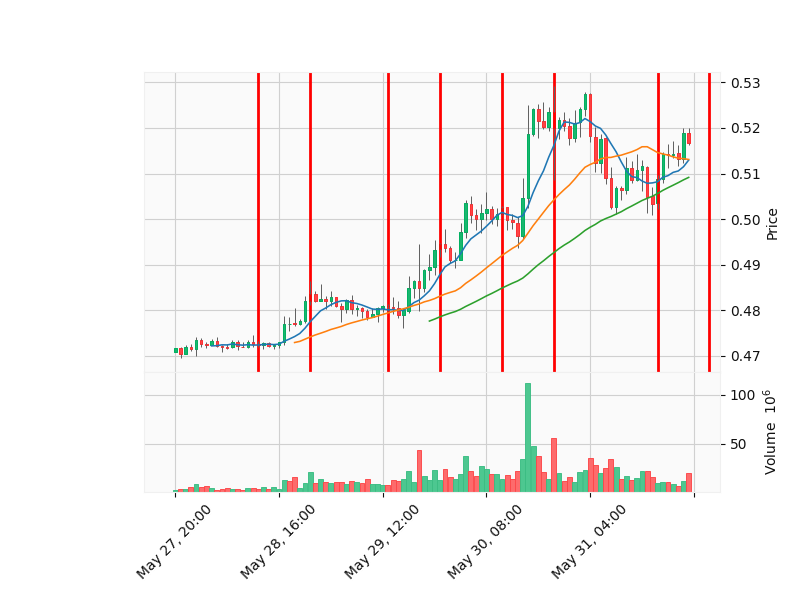 0.53
0.52
0.51
0.50
0.49
0.48
0.47
Price
100
50
Volume 10⁶
May 27, 20:00
May 28, 16:00
May 29, 12:00
May 30, 08:00
May 31, 04:00